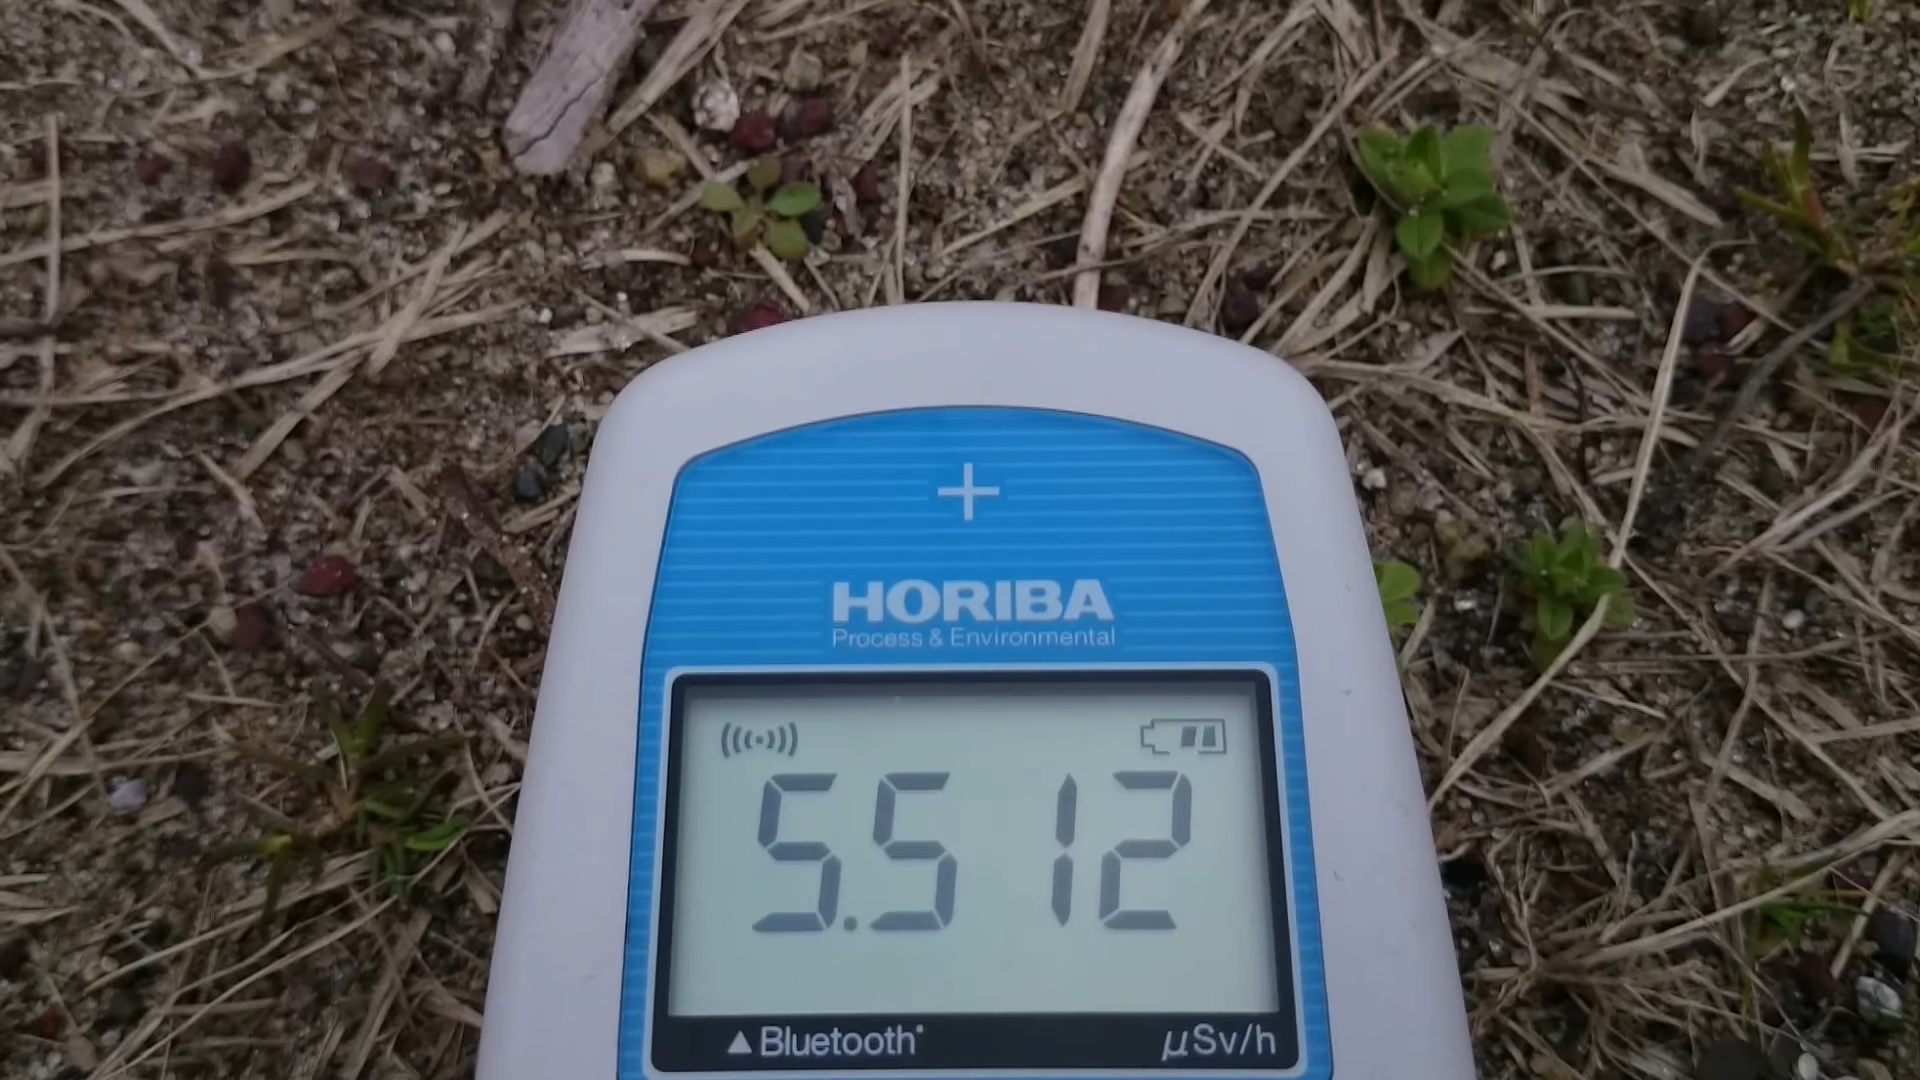 +
HORIBA
Process & Environmental
5.512
▲Bluetooth® μSv/h